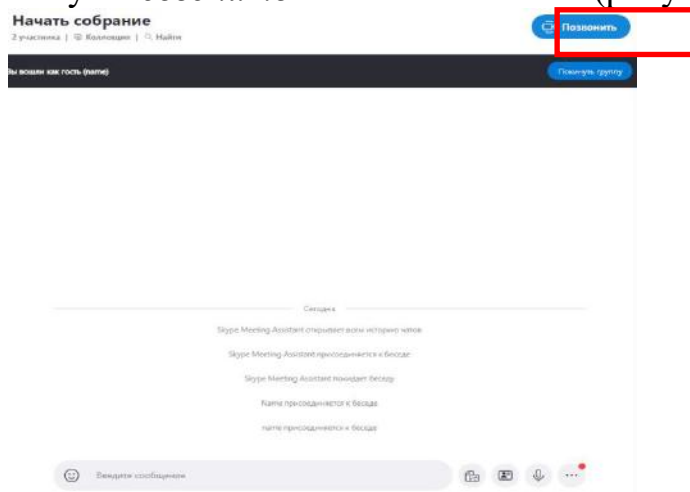 Начать собрание
Позвонить
2 участника | Коллекция | Найти
Вы вошли как гость (name)
Покинуть группу
Сегодня
Skype Meeting Assistant открывает всем историю чатов
Skype Meeting Assistant присоединяется к беседе
Skype Meeting Assistant покидает беседу
Name присоединяется к беседе
name присоединяется к беседе
Введите сообщение